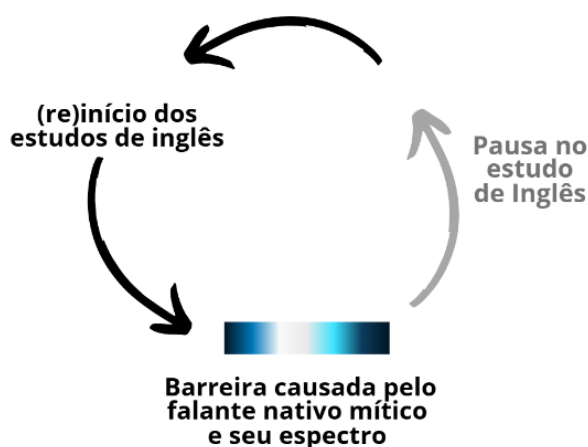 (re)início dos
estudos de inglês
Pausa no
estudo
de Inglês
Barreira causada pelo
falante nativo mítico
e seu espectro